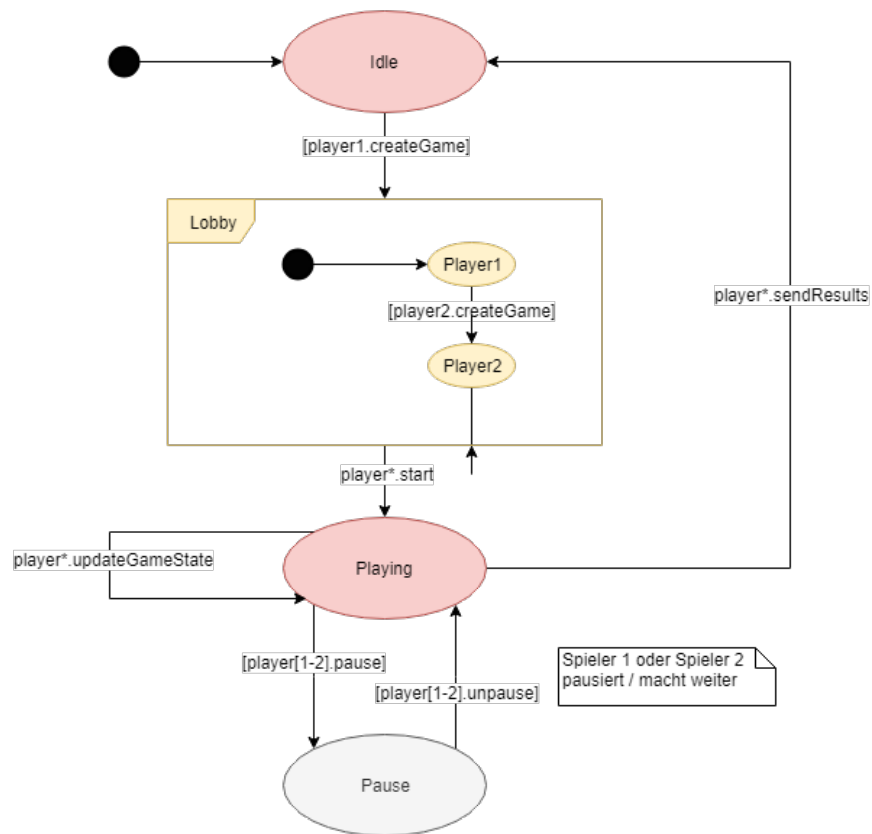 Idle
[player1.createGame]
Lobby
Player1
[player2.createGame]
player*.sendResults
Player2
player*.start
player*.updateGameState
Playing
[player[1-2].pause]
[player[1-2].unpause]
Spieler 1 oder Spieler 2
pausiert / macht weiter
Pause